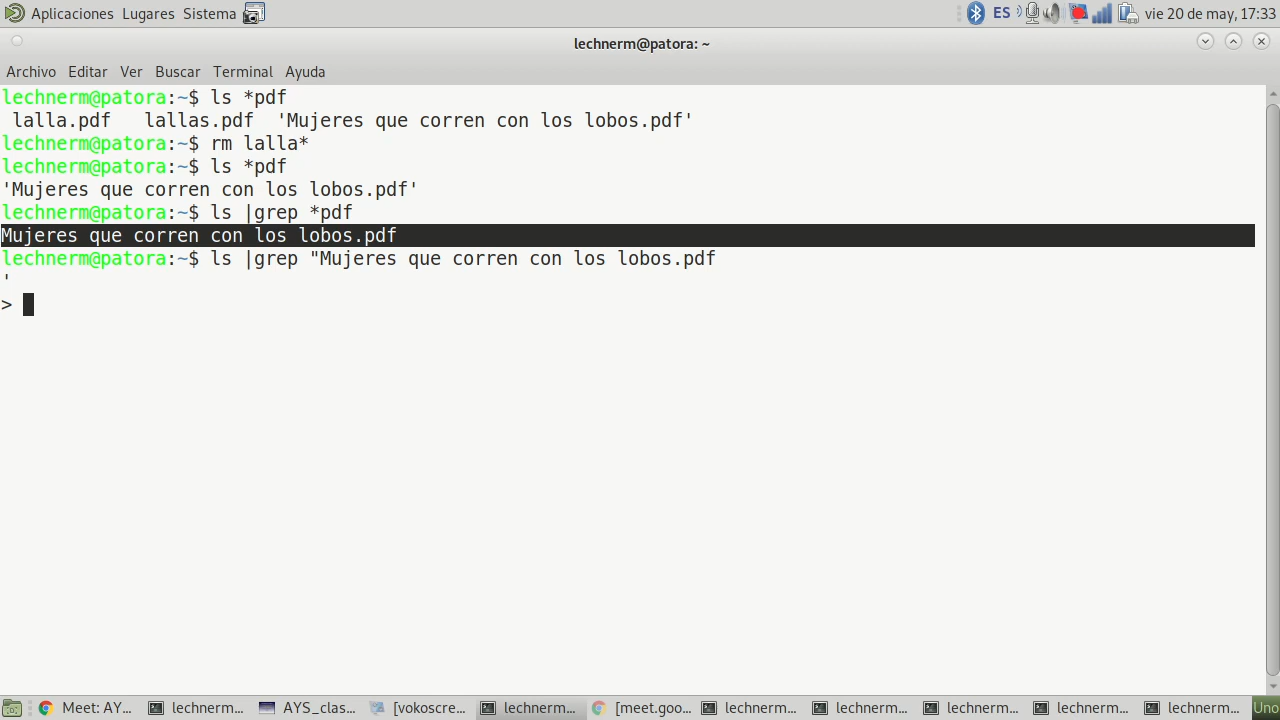 Aplicaciones Lugares Sistema ES vie 20 de may, 17:33
lechnerm@patora: ~
Archivo Editar Ver Buscar Terminal Ayuda
lechnerm@patora:~$ ls *pdf
lalla.pdf lallas.pdf 'Mujeres que corren con los lobos.pdf'
lechnerm@patora:~$ rm lalla*
lechnerm@patora:~$ ls *pdf
'Mujeres que corren con los lobos.pdf'
lechnerm@patora:~$ ls |grep *pdf
Mujeres que corren con los lobos.pdf
lechnerm@patora:~$ ls |grep "Mujeres que corren con los lobos.pdf
'
>
Meet: AY... lechnerm... AYS_clas... [vokoscre... lechnerm... [meet.goo... lechnerm... lechnerm... lechnerm... lechnerm... lechnerm... Uno